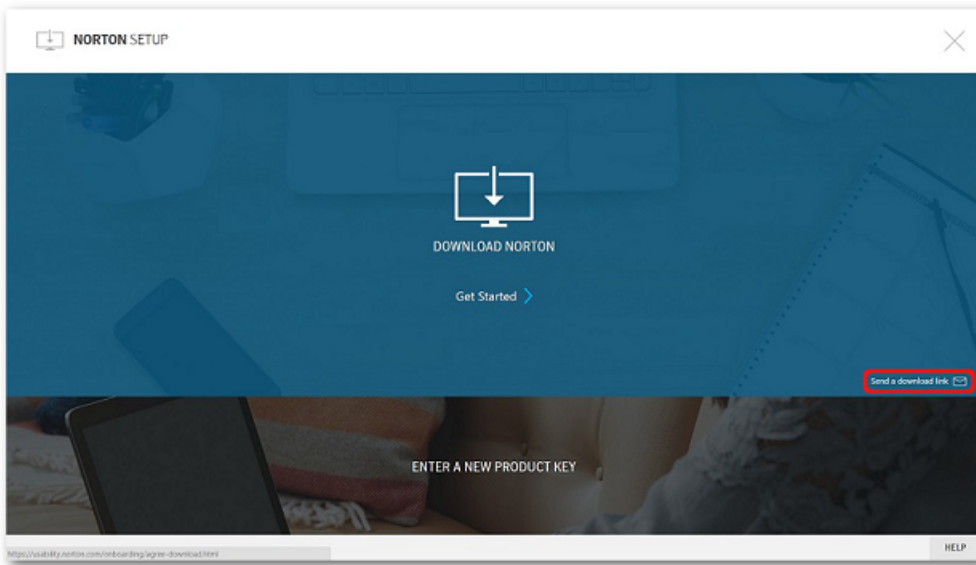 NORTON SETUP
DOWNLOAD NORTON
Get Started
Send a download link
ENTER A NEW PRODUCT KEY
https://usability.norton.com/onboarding/agree-download.html
HELP